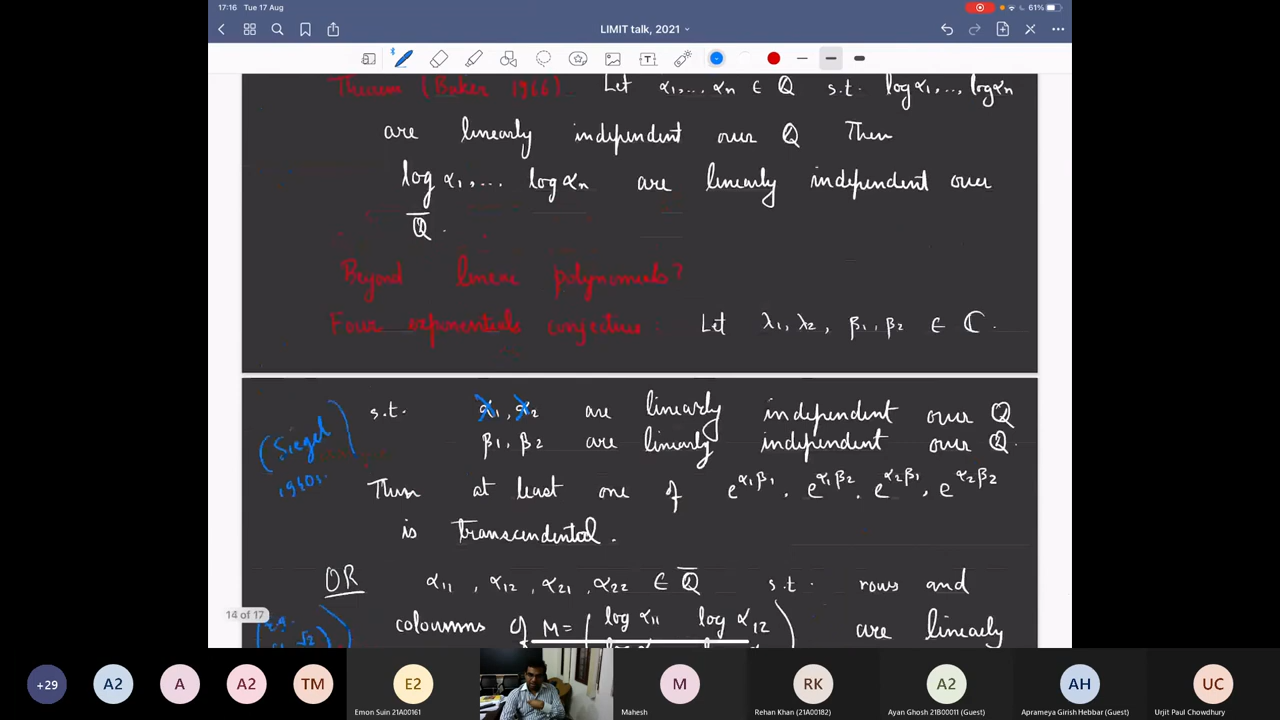 17:16 Tue 17 Aug
61%
LIMIT talk, 2021
Theorem (Baker 1966) Let α1,... αn ∈ Q s.t. log α1,.., log αn
are linearly independent over Q Then
log α1,... log αn are linearly independent over
Q̅.
Beyond linear polynomials?
Four exponentials conjecture: Let λ1, λ2, β1, β2 ∈ ℂ.
s.t. α1, α2 are linearly independent over Q
(Siegel 1940s.)
β1, β2 are linearly independent over Q.
Then at least one of e^α1β1, e^α1β2, e^α2β1, e^α2β2
is transcendental.
OR α11, α12, α21, α22 ∈ Q̅ s.t. rows and
14 of 17
coloumns of M = ( log α11 log α12 ) are linearly
+29
A2
A
A2
TM
E2
M
RK
A2
AH
UC
Emon Suin 21A00161
Mahesh
Rehan Khan (21A00182)
Ayan Ghosh 21B00011 (Guest)
Aprameya Girish Hebbar (Guest)
Urjit Paul Chowdhury